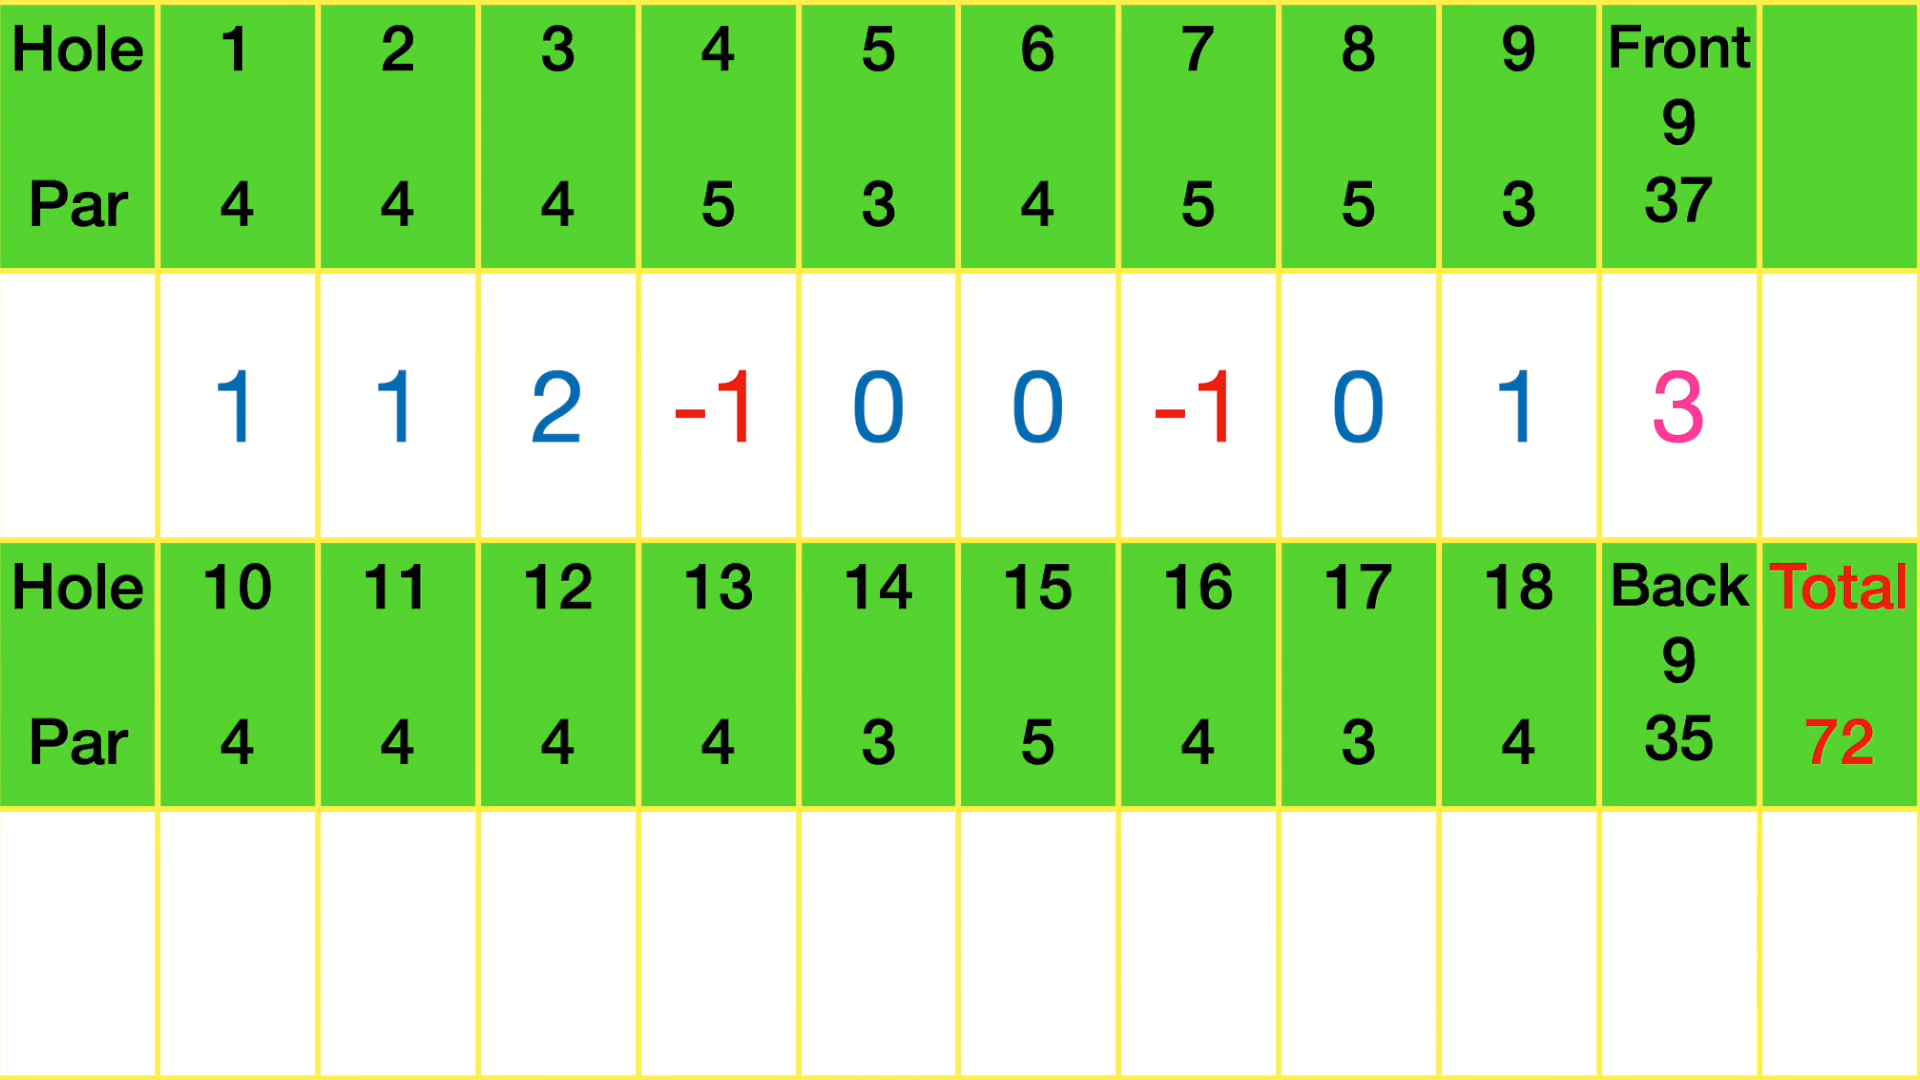 Hole 1 2 3 4 5 6 7 8 9 Front
9
Par 4 4 4 5 3 4 5 5 3 37
1 1 2 -1 0 0 -1 0 1 3
Hole 10 11 12 13 14 15 16 17 18 Back Total
9
Par 4 4 4 4 3 5 4 3 4 35 72